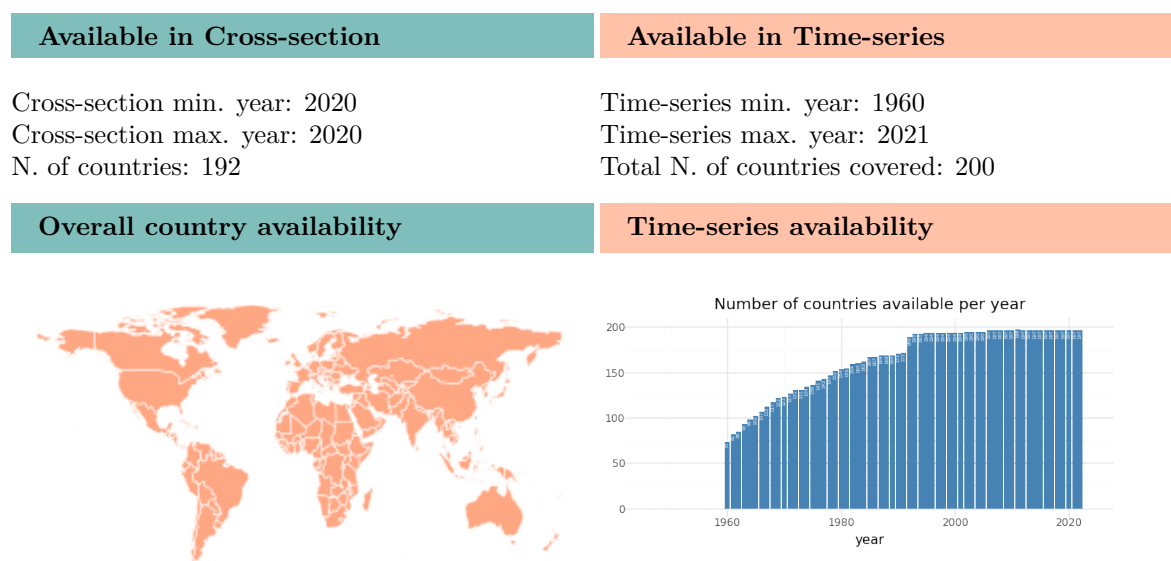 Available in Cross-section
Available in Time-series
Cross-section min. year: 2020
Cross-section max. year: 2020
N. of countries: 192
Time-series min. year: 1960
Time-series max. year: 2021
Total N. of countries covered: 200
Overall country availability
Time-series availability
Number of countries available per year
200
150
100
50
0
1960
1980
2000
2020
year